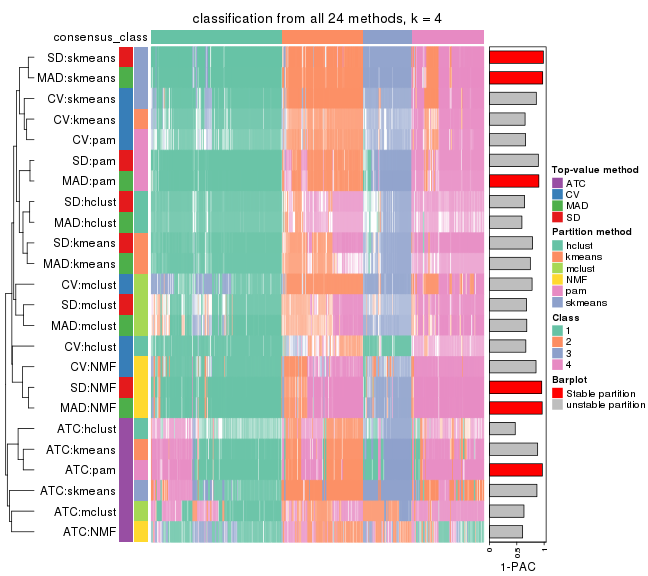 classification from all 24 methods, k = 4
consensus_class
SD:skmeans
MAD:skmeans
CV:skmeans
CV:kmeans
CV:pam
SD:pam
MAD:pam
SD:hclust
MAD:hclust
SD:kmeans
MAD:kmeans
CV:mclust
SD:mclust
MAD:mclust
CV:hclust
CV:NMF
SD:NMF
MAD:NMF
ATC:hclust
ATC:kmeans
ATC:pam
ATC:skmeans
ATC:mclust
ATC:NMF
0
0.5
1
1-PAC
Top-value method
ATC
CV
MAD
SD
Partition method
hclust
kmeans
mclust
NMF
pam
skmeans
Class
1
2
3
4
Barplot
Stable partition
unstable partition